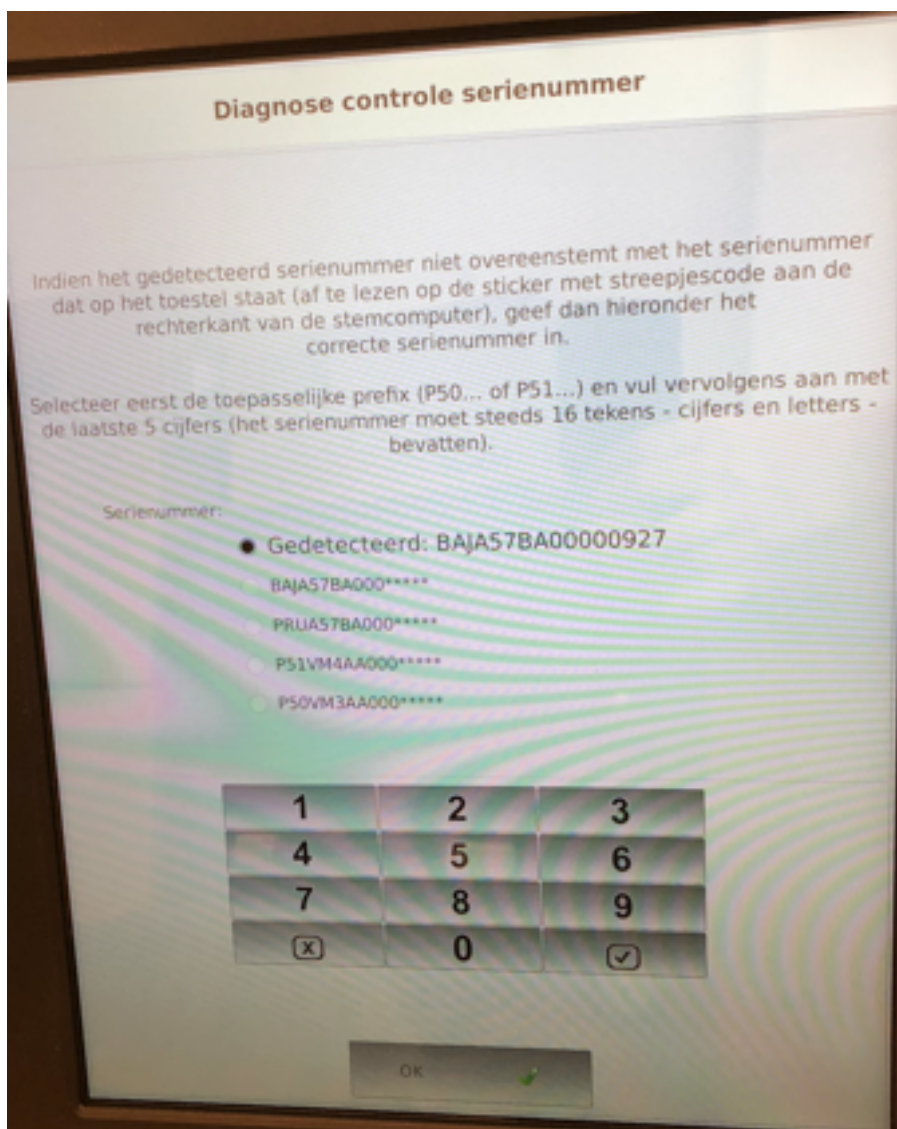 Diagnose controle serienummer
Indien het gedetecteerd serienummer niet overeenstemt met het serienummer
dat op het toestel staat (af te lezen op de sticker met streepjescode aan de
rechterkant van de stemcomputer), geef dan hieronder het
correcte serienummer in.
Selecteer eerst de toepasselijke prefix (P50... of P51...) en vul vervolgens aan met
de laatste 5 cijfers (het serienummer moet steeds 16 tekens - cijfers en letters -
bevatten).
Serienummer:
Gedetecteerd: BAJA57BA00000927
BAJA57BA000*****
PRUA57BA000*****
P51VM4AA000*****
P50VM3AA000*****
1 2 3
4 5 6
7 8 9
X 0
OK